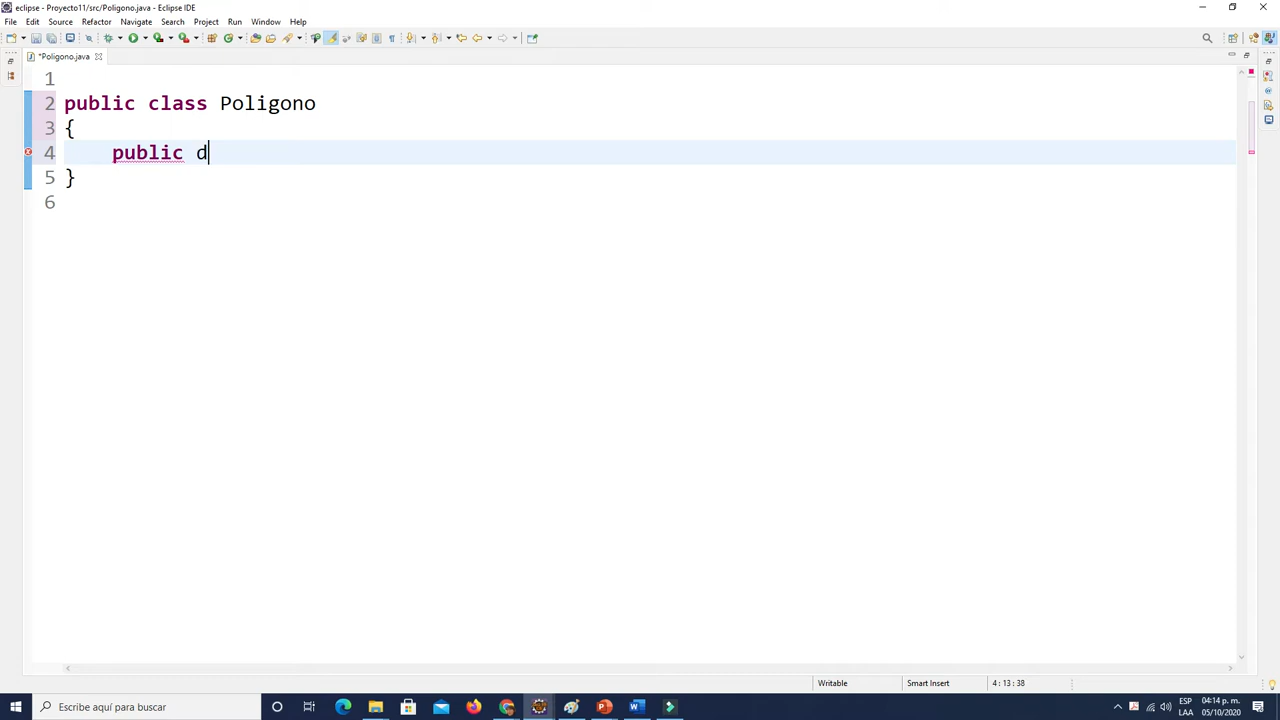 eclipse - Proyecto11/src/Poligono.java - Eclipse IDE
File Edit Source Refactor Navigate Search Project Run Window Help
*Poligono.java
1
2 public class Poligono
3 {
4 public d
5 }
6
Writable Smart Insert 4 : 13 : 38
Escribe aquí para buscar
ESP 04:14 p. m.
LAA 05/10/2020